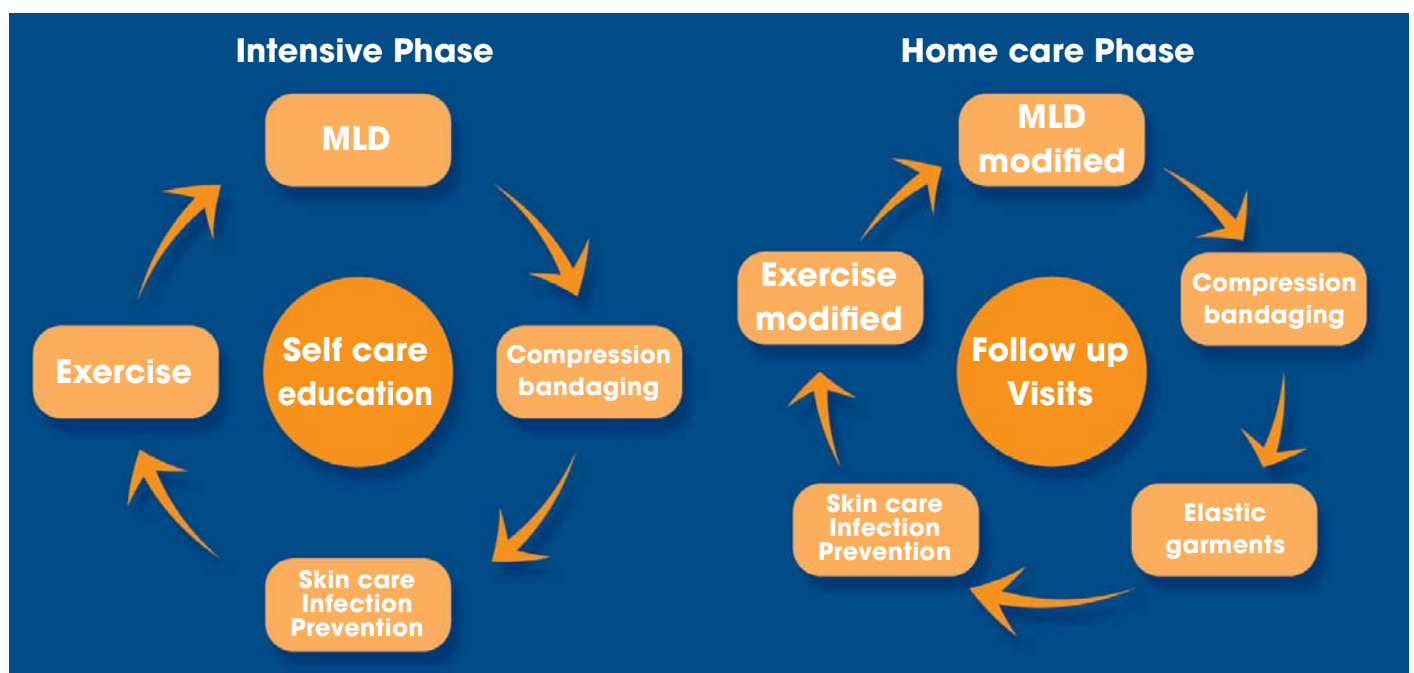 Intensive Phase
MLD
Compression
bandaging
Skin care
Infection
Prevention
Exercise
Self care
education
Home care Phase
MLD
modified
Compression
bandaging
Elastic
garments
Skin care
Infection
Prevention
Exercise
modified
Follow up
Visits